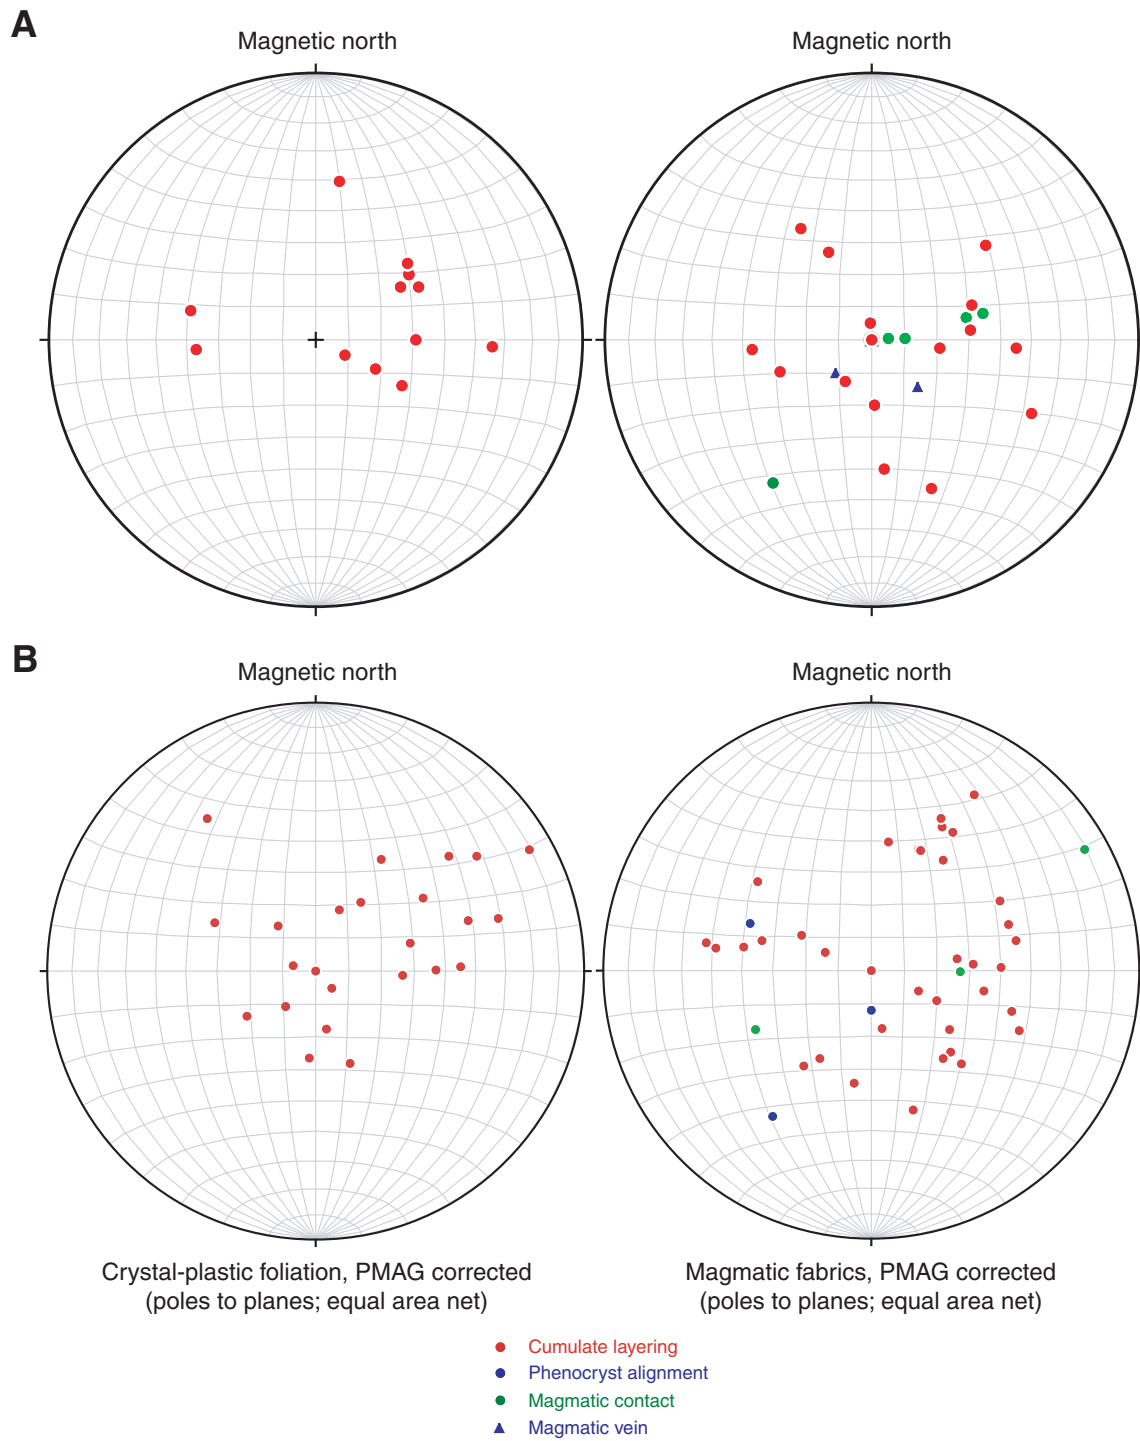 A
Magnetic north
Magnetic north
B
Magnetic north
Magnetic north
Crystal-plastic foliation, PMAG corrected
(poles to planes; equal area net)
Magmatic fabrics, PMAG corrected
(poles to planes; equal area net)
Cumulate layering
Phenocryst alignment
Magmatic contact
Magmatic vein